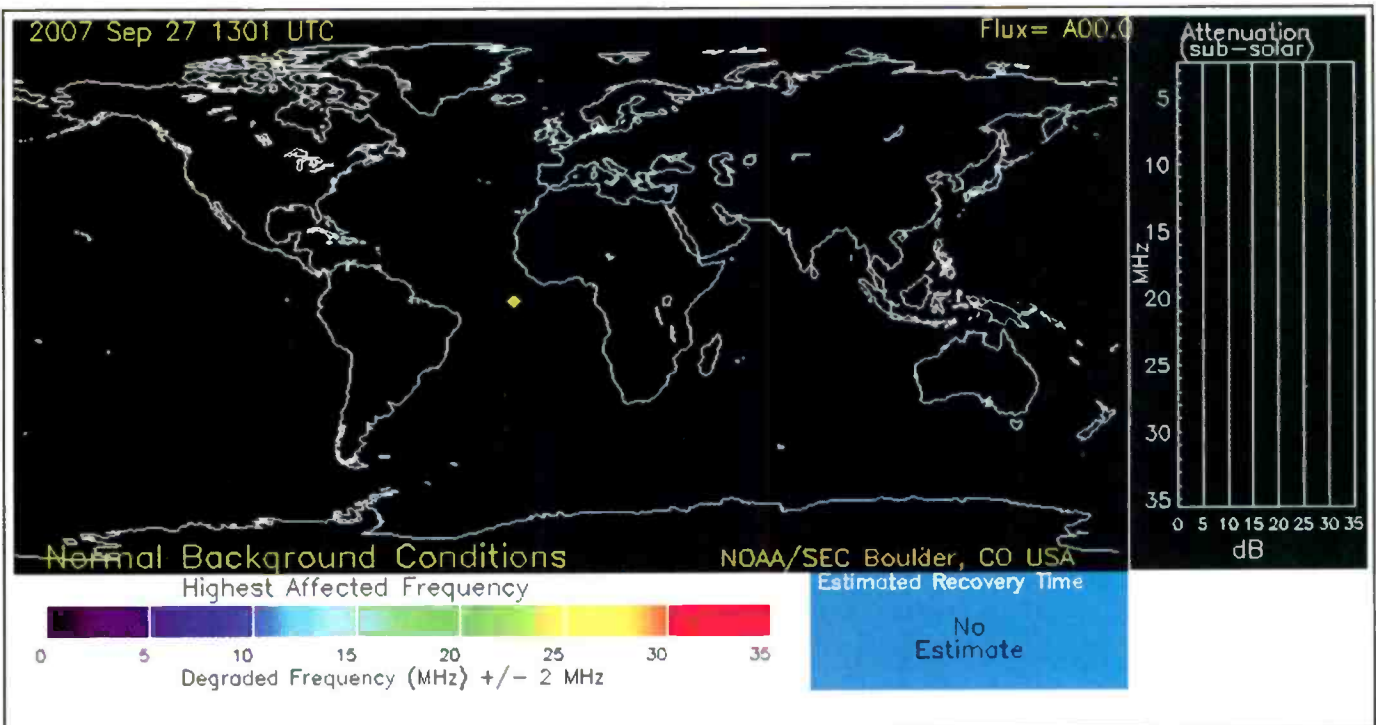 2007 Sep 27 1301 UTC
Flux= A00.0
Attenuation
(sub-solar)
5
10
15
20
25
30
35
MHz
0 5 10 15 20 25 30 35
dB
Normal Background Conditions
NOAA/SEC Boulder, CO USA
Highest Affected Frequency
0 5 10 15 20 25 30 35
Degraded Frequency (MHz) +/- 2 MHz
Estimated Recovery Time
No
Estimate